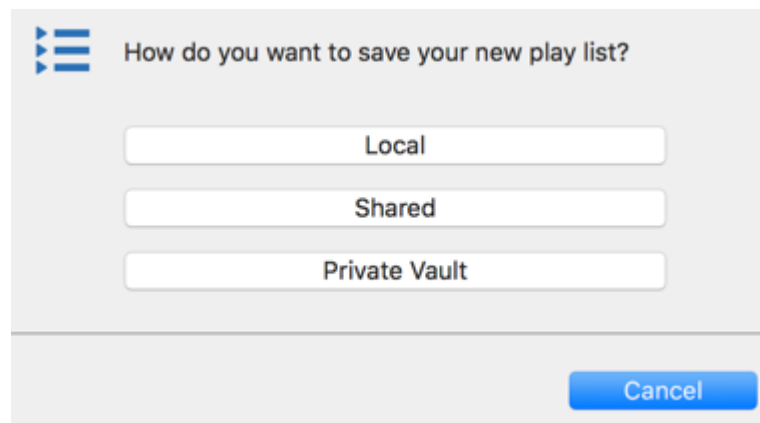 How do you want to save your new play list?
Local
Shared
Private Vault
Cancel